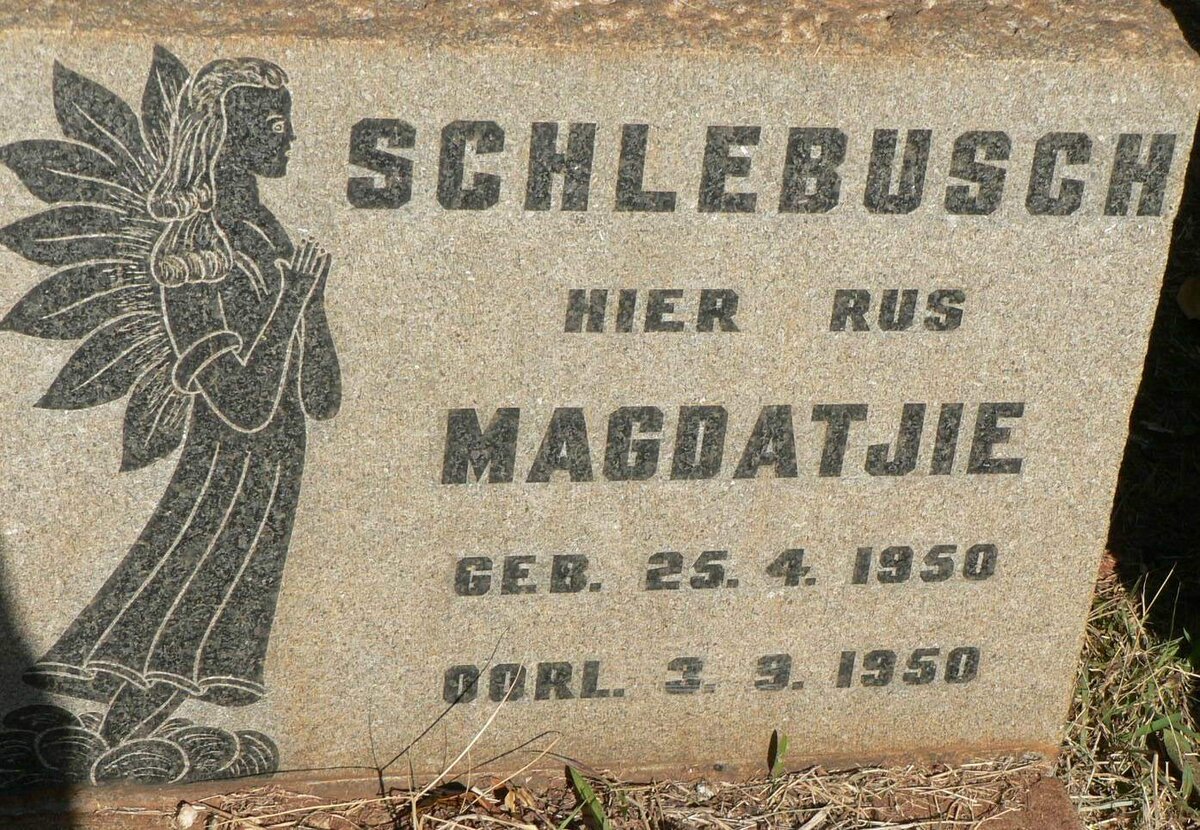 SCHLEBUSCH
HIER RUS
MAGDATJIE
GEB. 25. 4. 1950
OORL. 3. 9. 1950